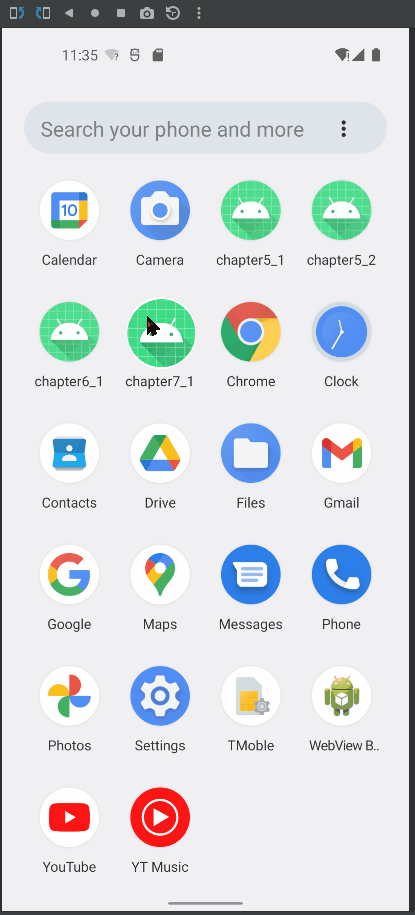 11:35
Search your phone and more
10
Calendar Camera chapter5_1 chapter5_2
chapter6_1 chapter7_1 Chrome Clock
Contacts Drive Files Gmail
Google Maps Messages Phone
Photos Settings TMoble WebView B..
YouTube YT Music